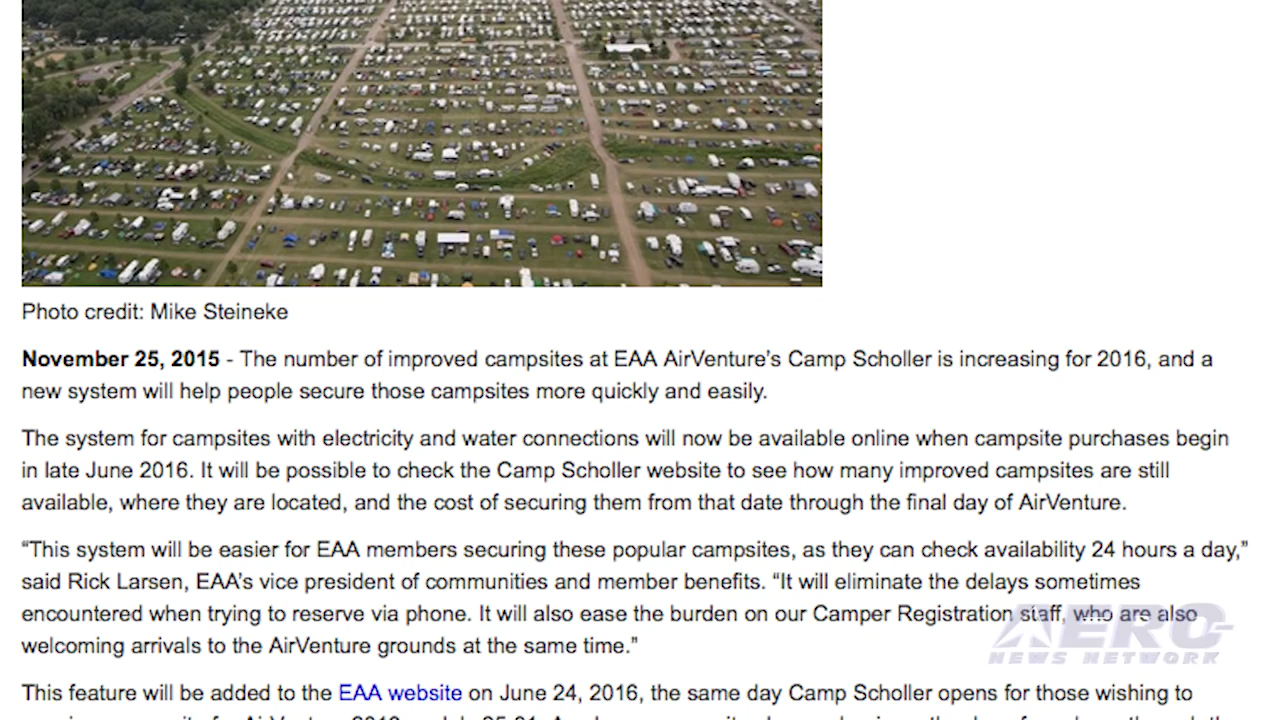 Photo credit: Mike Steineke
November 25, 2015 - The number of improved campsites at EAA AirVenture’s Camp Scholler is increasing for 2016, and a
new system will help people secure those campsites more quickly and easily.
The system for campsites with electricity and water connections will now be available online when campsite purchases begin
in late June 2016. It will be possible to check the Camp Scholler website to see how many improved campsites are still
available, where they are located, and the cost of securing them from that date through the final day of AirVenture.
“This system will be easier for EAA members securing these popular campsites, as they can check availability 24 hours a day,”
said Rick Larsen, EAA’s vice president of communities and member benefits. “It will eliminate the delays sometimes
encountered when trying to reserve via phone. It will also ease the burden on our Camper Registration staff, who are also
welcoming arrivals to the AirVenture grounds at the same time.”
AERO
NEWS NETWORK
This feature will be added to the EAA website on June 24, 2016, the same day Camp Scholler opens for those wishing to